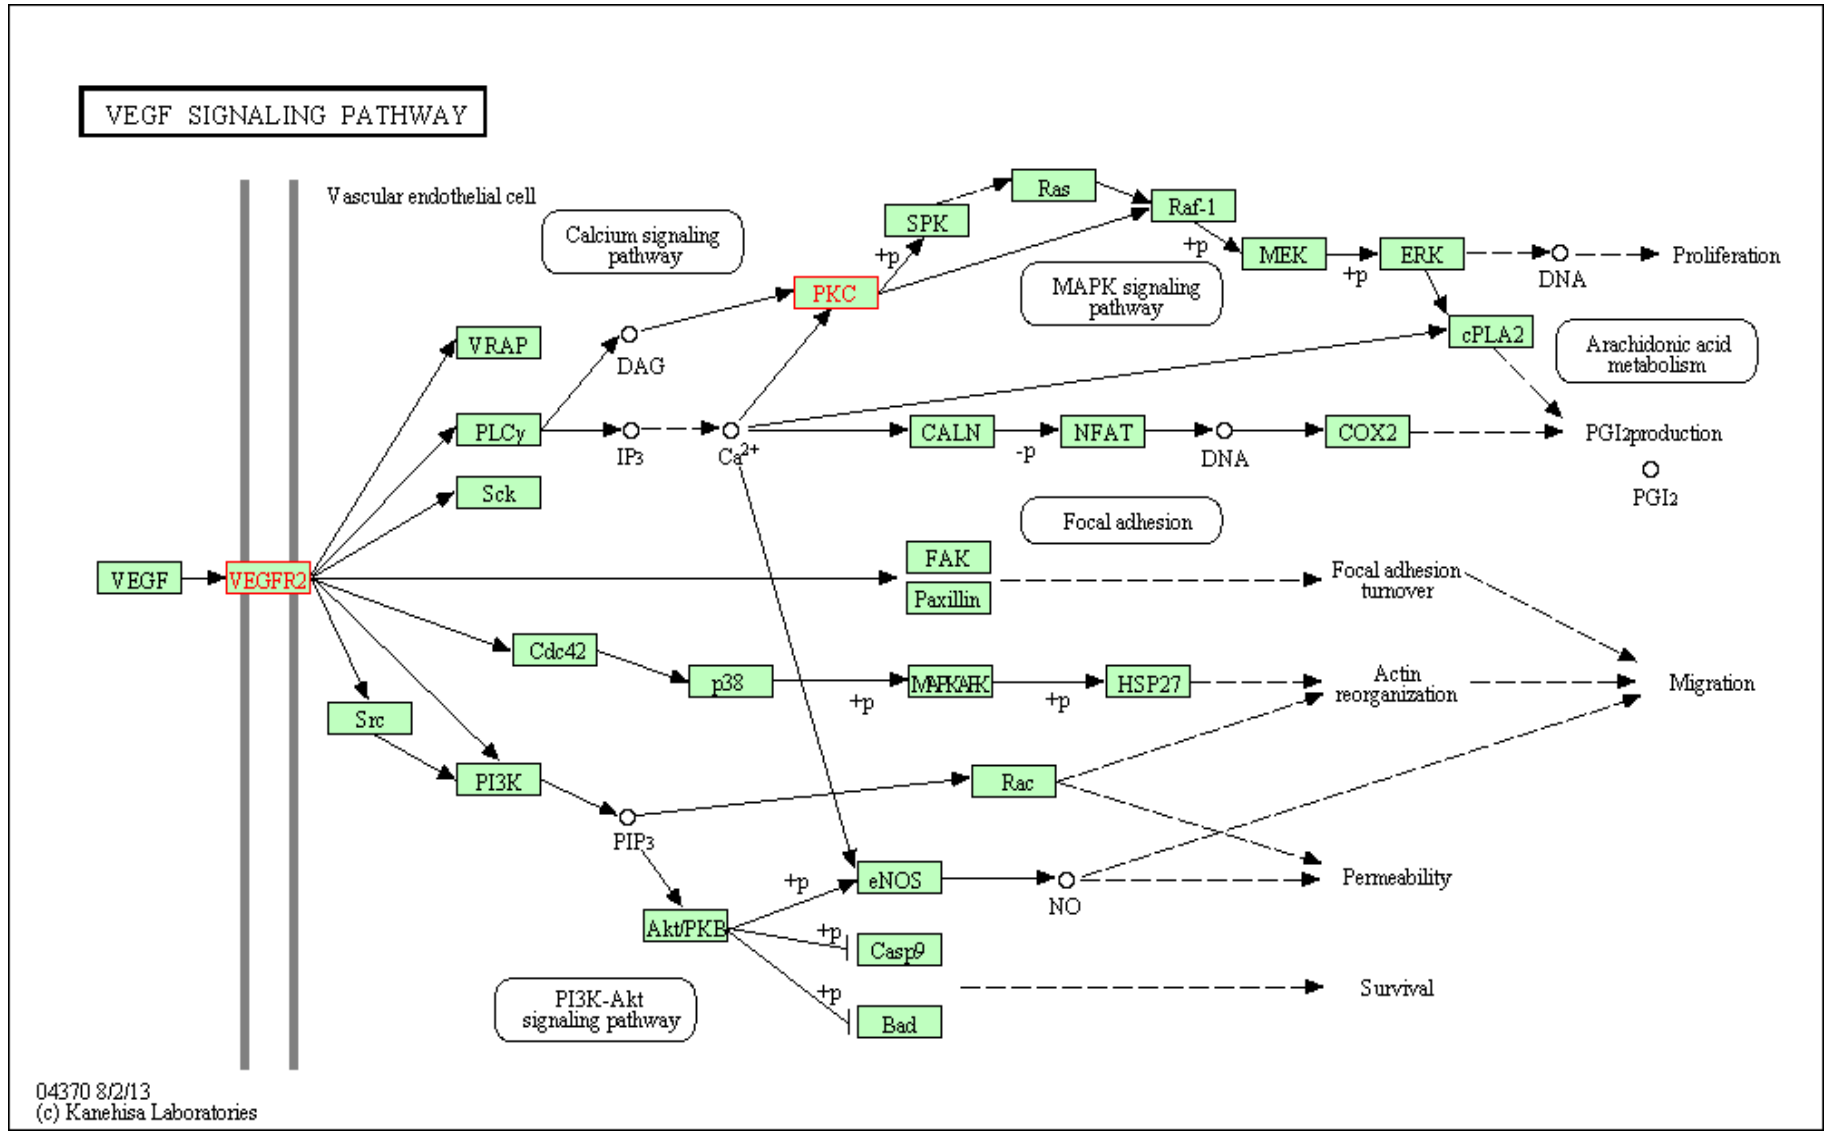 VEGF SIGNALING PATHWAY
Vascular endothelial cell
Calcium signaling
pathway
SPK
Ras
Raf-1
+p
+p
MEK
+p
ERK
DNA
Proliferation
PKC
MAPK signaling
pathway
VRAP
DAG
cPLA2
Arachidonic acid
metabolism
PLCγ
IP3
Ca2+
CALN
-p
NFAT
DNA
COX2
PGI2production
PGI2
Sck
Focal adhesion
VEGF
VEGFR2
FAK
Paxillin
Focal adhesion
turnover
Cdc42
p38
+p
MAPKAPK
+p
HSP27
Actin
reorganization
Migration
Src
PI3K
PIP3
Rac
+p
eNOS
NO
Permeability
Akt/PKB
+p
Casp9
+p
Bad
Survival
PI3K-Akt
signaling pathway
04370 8/2/13
(c) Kanehisa Laboratories